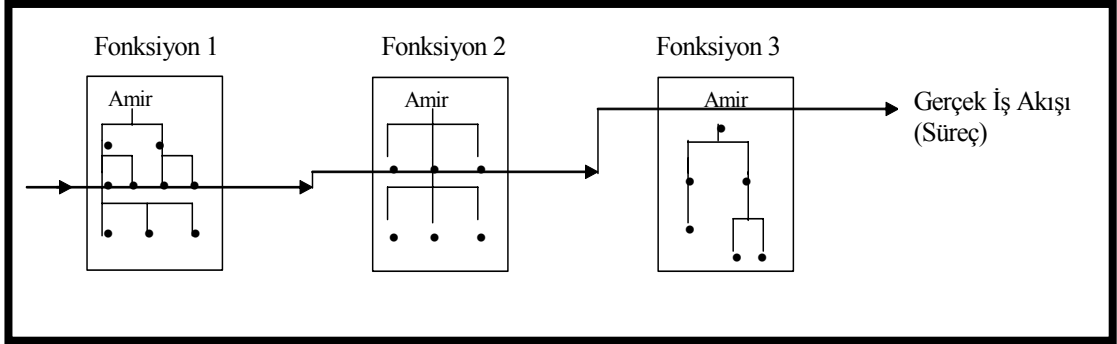 Fonksiyon 1
Fonksiyon 2
Fonksiyon 3
Amir
Amir
Amir
Gerçek İş Akışı
(Süreç)